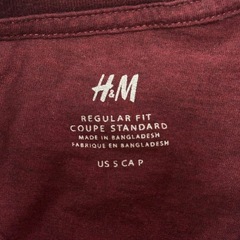 H&M
REGULAR FIT
COUPE STANDARD
MADE IN BANGLADESH
FABRIQUE EN BANGLADESH
US S CA P